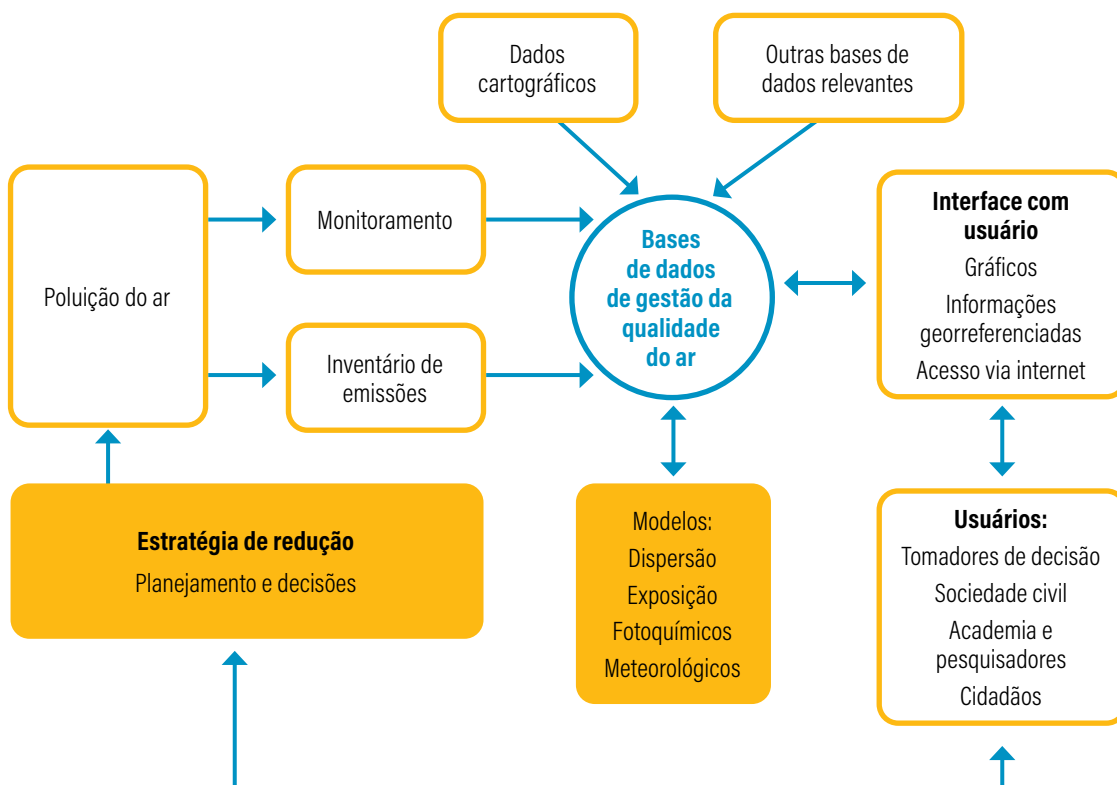 Dados
cartográficos
Outras bases de
dados relevantes
Poluição do ar
Monitoramento
Inventário de
emissões
Bases
de dados
de gestão da
qualidade
do ar
Interface com
usuário
Gráficos
Informações
georreferenciadas
Acesso via internet
Estratégia de redução
Planejamento e decisões
Modelos:
Dispersão
Exposição
Fotoquímicos
Meteorológicos
Usuários:
Tomadores de decisão
Sociedade civil
Academia e
pesquisadores
Cidadãos